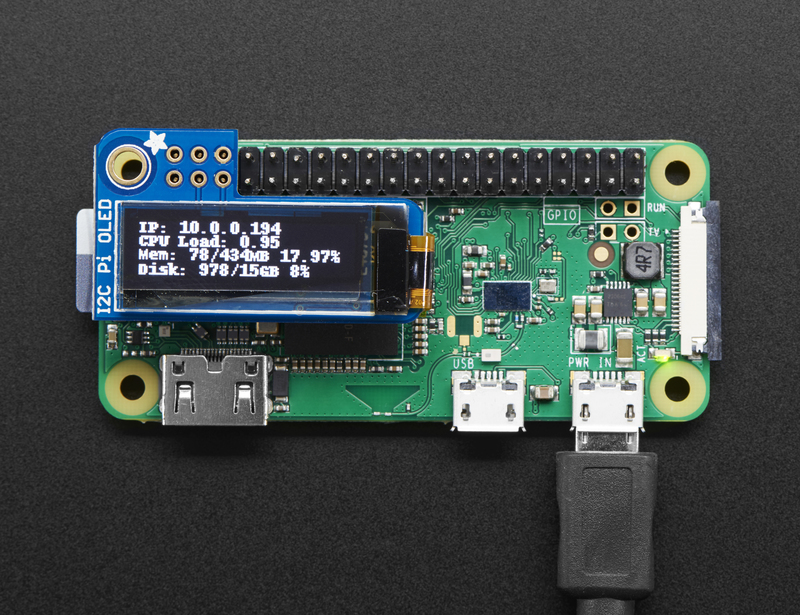 IP: 10.0.0.194
CPU Load: 0.95
Mem: 78/434MB 17.97%
Disk: 978/15GB 8%
I2C Pi OLED
GPIO
RUN
TV
4R7
USB
PWR IN
ACT